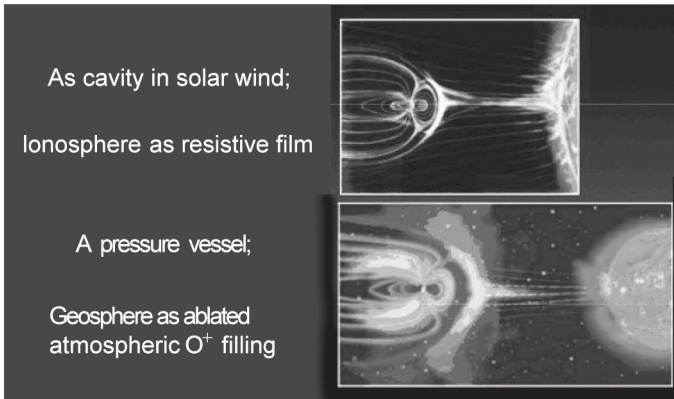 As cavity in solar wind;
Ionosphere as resistive film
A pressure vessel;
Geosphere as ablated
atmospheric O⁺ filling